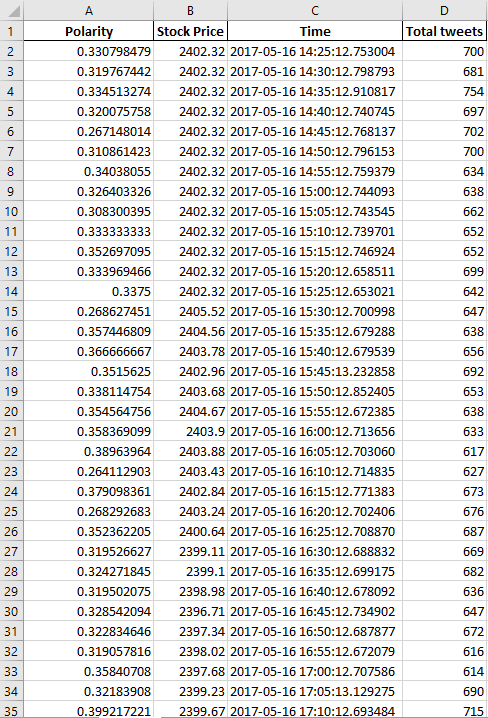 A B C D
1 Polarity Stock Price Time Total tweets
2 0.330798479 2402.32 2017-05-16 14:25:12.753004 700
3 0.319767442 2402.32 2017-05-16 14:30:12.798793 681
4 0.334513274 2402.32 2017-05-16 14:35:12.910817 754
5 0.320075758 2402.32 2017-05-16 14:40:12.740745 697
6 0.267148014 2402.32 2017-05-16 14:45:12.768137 702
7 0.310861423 2402.32 2017-05-16 14:50:12.796153 700
8 0.34038055 2402.32 2017-05-16 14:55:12.759379 634
9 0.326403326 2402.32 2017-05-16 15:00:12.744093 638
10 0.308300395 2402.32 2017-05-16 15:05:12.743545 662
11 0.333333333 2402.32 2017-05-16 15:10:12.739701 652
12 0.352697095 2402.32 2017-05-16 15:15:12.746924 652
13 0.333969466 2402.32 2017-05-16 15:20:12.658511 699
14 0.3375 2402.32 2017-05-16 15:25:12.653021 642
15 0.268627451 2405.52 2017-05-16 15:30:12.700998 647
16 0.357446809 2404.56 2017-05-16 15:35:12.679288 638
17 0.366666667 2403.78 2017-05-16 15:40:12.679539 656
18 0.3515625 2402.96 2017-05-16 15:45:13.232858 692
19 0.338114754 2403.68 2017-05-16 15:50:12.852405 653
20 0.354564756 2404.67 2017-05-16 15:55:12.672385 638
21 0.358369099 2403.9 2017-05-16 16:00:12.713656 633
22 0.38963964 2403.88 2017-05-16 16:05:12.703060 617
23 0.264112903 2403.43 2017-05-16 16:10:12.714835 627
24 0.379098361 2402.84 2017-05-16 16:15:12.771383 673
25 0.268292683 2403.24 2017-05-16 16:20:12.702406 676
26 0.352362205 2400.64 2017-05-16 16:25:12.708870 687
27 0.319526627 2399.11 2017-05-16 16:30:12.688832 669
28 0.324271845 2399.1 2017-05-16 16:35:12.699175 682
29 0.319502075 2398.98 2017-05-16 16:40:12.678092 636
30 0.328542094 2396.71 2017-05-16 16:45:12.734902 647
31 0.322834646 2397.34 2017-05-16 16:50:12.687877 672
32 0.319057816 2398.02 2017-05-16 16:55:12.672079 616
33 0.35840708 2397.68 2017-05-16 17:00:12.707586 614
34 0.32183908 2399.23 2017-05-16 17:05:13.129275 690
35 0.399217221 2399.67 2017-05-16 17:10:12.693484 715